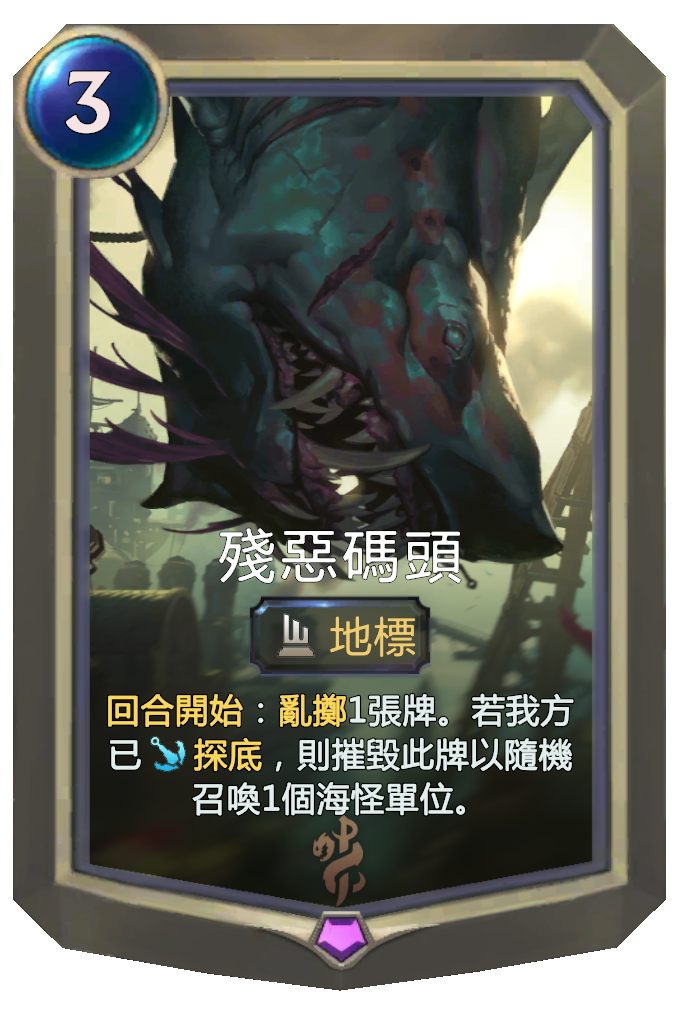 3
殘惡碼頭
地標
回合開始：亂擲1張牌。若我方
已探底，則摧毀此牌以隨機
召喚1個海怪單位。